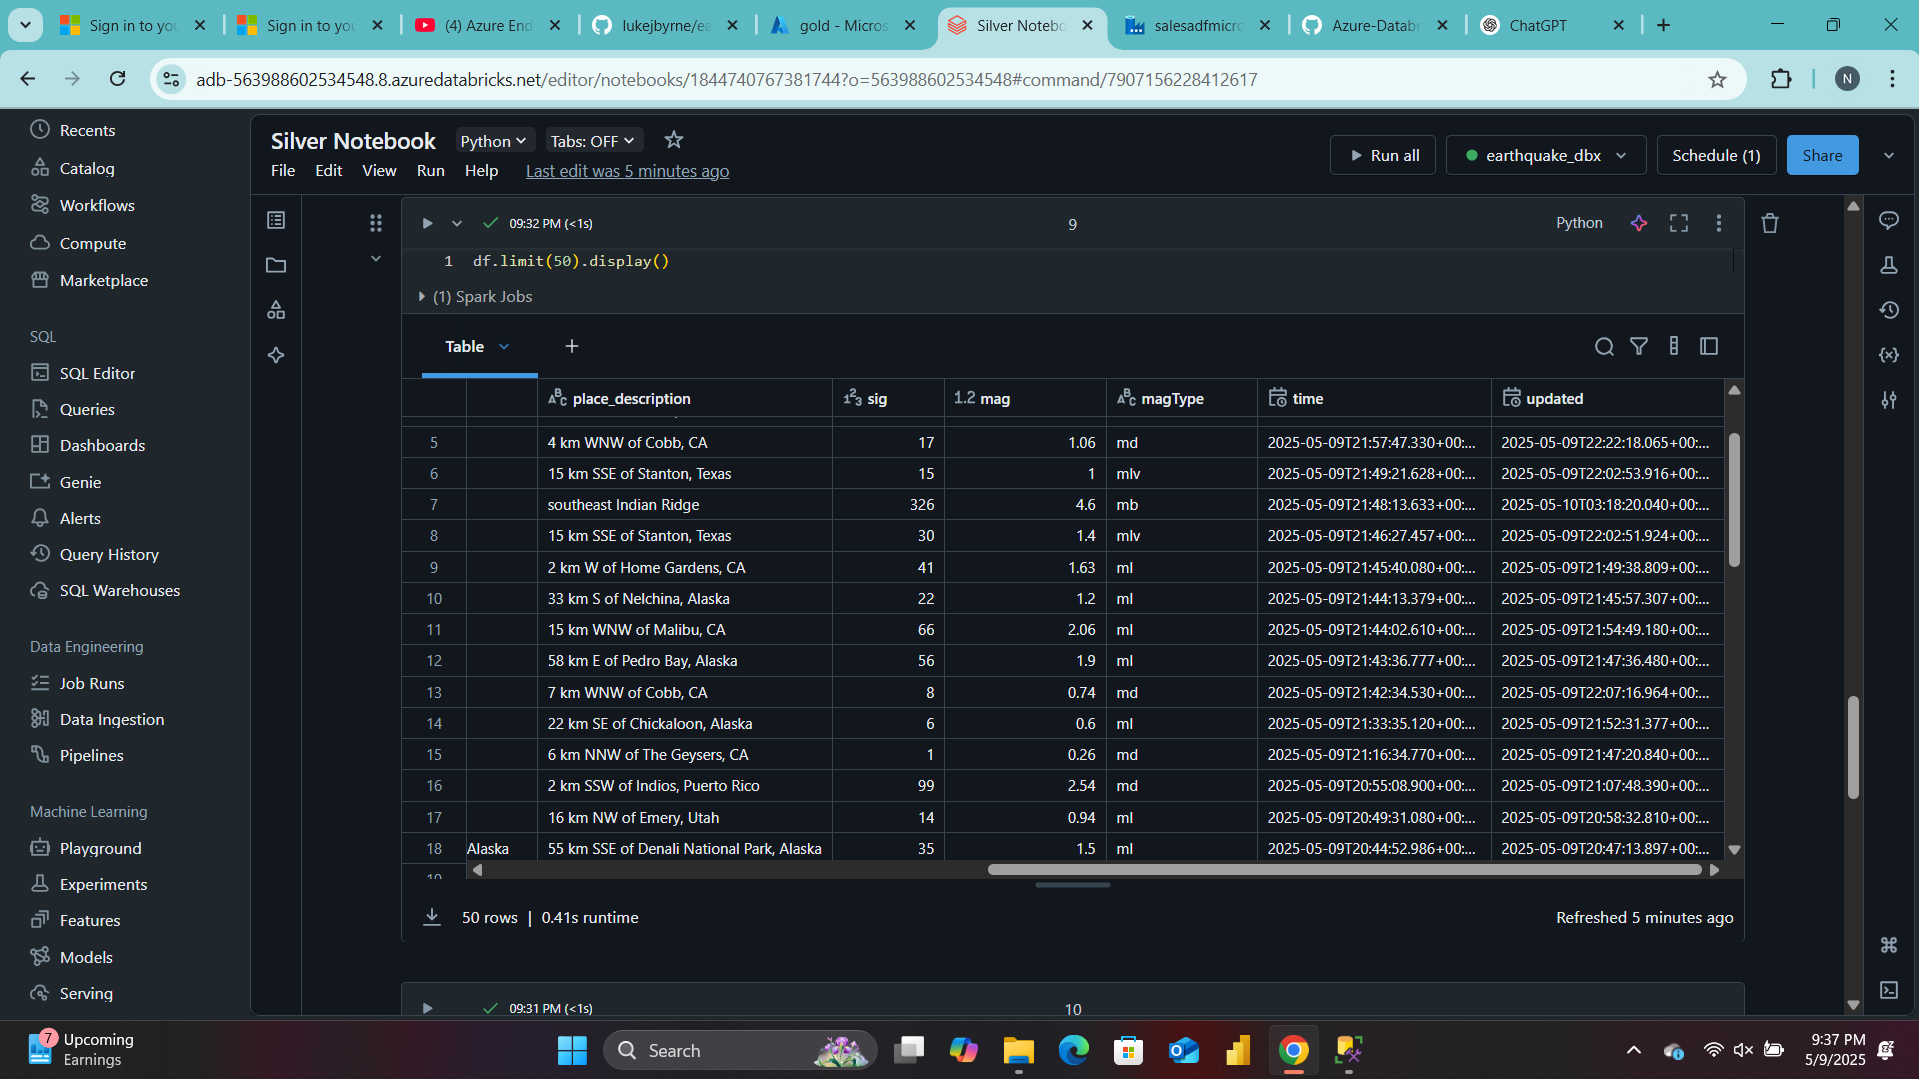 Sign in to you
Sign in to you
(4) Azure End
lukejbyrne/ea
gold - Micros
Silver Notebo
salesadfmicro
Azure-Datab
ChatGPT
adb-563988602534548.8.azuredatabricks.net/editor/notebooks/1844740767381744?o=563988602534548#command/7907156228412617
N
Recents
Catalog
Workflows
Compute
Marketplace
SQL
SQL Editor
Queries
Dashboards
Genie
Alerts
Query History
SQL Warehouses
Data Engineering
Job Runs
Data Ingestion
Pipelines
Machine Learning
Playground
Experiments
Features
Models
Serving
Silver Notebook Python Tabs: OFF
File Edit View Run Help Last edit was 5 minutes ago
Run all earthquake_dbx Schedule (1) Share
09:32 PM (<1s) 9 Python
1 df.limit(50).display()
(1) Spark Jobs
Table
place_description sig 1.2 mag magType time updated
5 4 km WNW of Cobb, CA 17 1.06 md 2025-05-09T21:57:47.330+00:... 2025-05-09T22:22:18.065+00:...
6 15 km SSE of Stanton, Texas 15 1 mlv 2025-05-09T21:49:21.628+00:... 2025-05-09T22:02:53.916+00:...
7 southeast Indian Ridge 326 4.6 mb 2025-05-09T21:48:13.633+00:... 2025-05-10T03:18:20.040+00:...
8 15 km SSE of Stanton, Texas 30 1.4 mlv 2025-05-09T21:46:27.457+00:... 2025-05-09T22:02:51.924+00:...
9 2 km W of Home Gardens, CA 41 1.63 ml 2025-05-09T21:45:40.080+00:... 2025-05-09T21:49:38.809+00:...
10 33 km S of Nelchina, Alaska 22 1.2 ml 2025-05-09T21:44:13.379+00:... 2025-05-09T21:45:57.307+00:...
11 15 km WNW of Malibu, CA 66 2.06 ml 2025-05-09T21:44:02.610+00:... 2025-05-09T21:54:49.180+00:...
12 58 km E of Pedro Bay, Alaska 56 1.9 ml 2025-05-09T21:43:36.777+00:... 2025-05-09T21:47:36.480+00:...
13 7 km WNW of Cobb, CA 8 0.74 md 2025-05-09T21:42:34.530+00:... 2025-05-09T22:07:16.964+00:...
14 22 km SE of Chickaloon, Alaska 6 0.6 ml 2025-05-09T21:33:35.120+00:... 2025-05-09T21:52:31.377+00:...
15 6 km NNW of The Geysers, CA 1 0.26 md 2025-05-09T21:16:34.770+00:... 2025-05-09T21:47:20.840+00:...
16 2 km SSW of Indios, Puerto Rico 99 2.54 md 2025-05-09T20:55:08.900+00:... 2025-05-09T21:07:48.390+00:...
17 16 km NW of Emery, Utah 14 0.94 ml 2025-05-09T20:49:31.080+00:... 2025-05-09T20:58:32.810+00:...
18 Alaska 55 km SSE of Denali National Park, Alaska 35 1.5 ml 2025-05-09T20:44:52.986+00:... 2025-05-09T20:47:13.897+00:...
50 rows | 0.41s runtime Refreshed 5 minutes ago
09:31 PM (<1s) 10
7
Upcoming
Earnings
Search
9:37 PM
5/9/2025